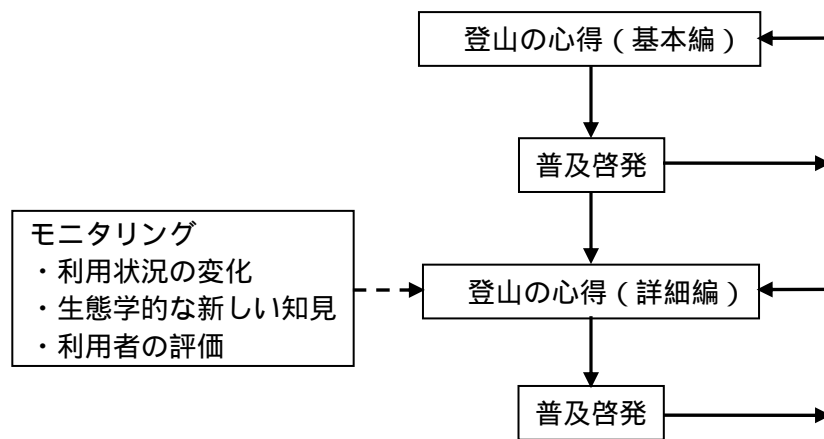 登山の心得(基本編)
普及啓発
モニタリング
・利用状況の変化
・生態学的な新しい知見
・利用者の評価
登山の心得(詳細編)
普及啓発